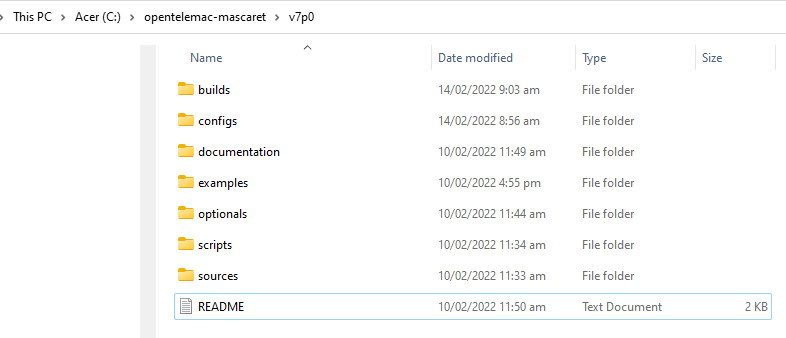 This PC > Acer (C:) > opentelemac-mascaret > v7p0
Name Date modified Type Size
builds 14/02/2022 9:03 am File folder
configs 14/02/2022 8:56 am File folder
documentation 10/02/2022 11:49 am File folder
examples 10/02/2022 4:55 pm File folder
optionals 10/02/2022 11:44 am File folder
scripts 10/02/2022 11:34 am File folder
sources 10/02/2022 11:33 am File folder
README 10/02/2022 11:50 am Text Document 2 KB